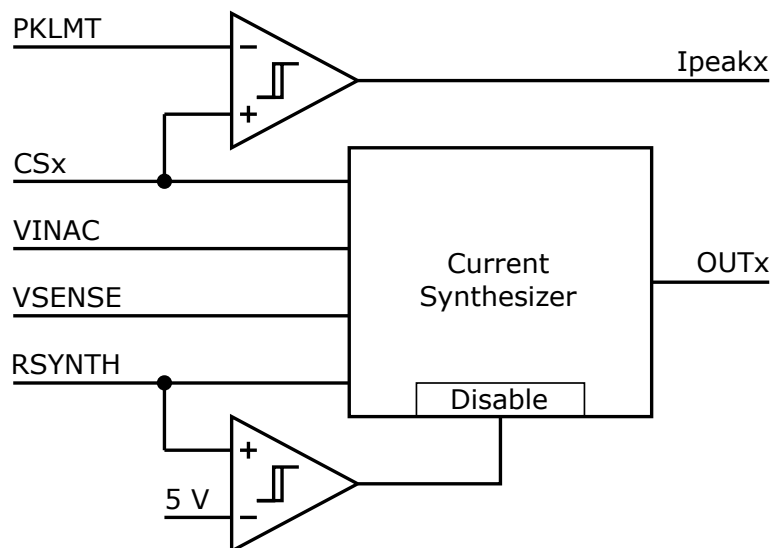 PKLMT
−
+
Ipeakx
CSx
VINAC
VSENSE
RSYNTH
Current
Synthesizer
OUTx
Disable
+
5 V
−